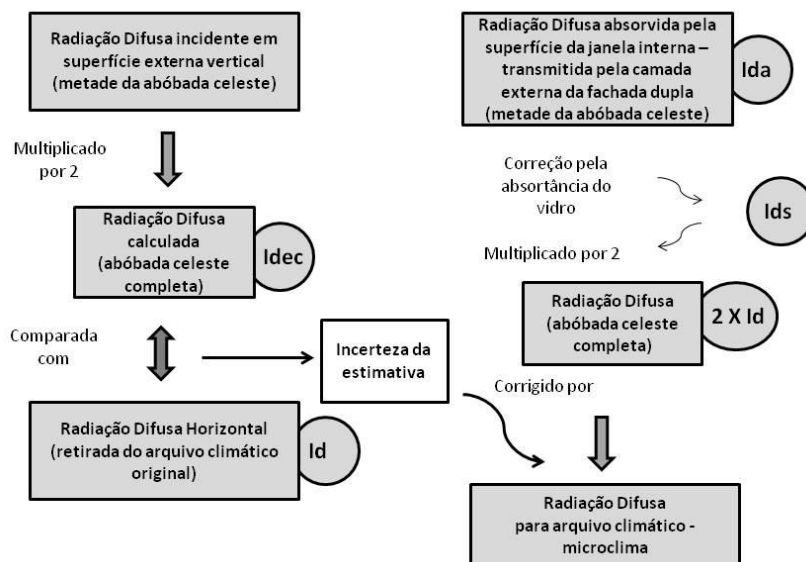 Radiação Difusa incidente em
superfície externa vertical
(metade da abóbada celeste)
Multiplicado
por 2
Radiação Difusa
calculada
(abóbada celeste
completa)
Idec
Comparada
com
Incerteza da
estimativa
Radiação Difusa Horizontal
(retirada do arquivo climático
original)
Id
Radiação Difusa absorvida pela
superfície da janela interna –
transmitida pela camada
externa da fachada dupla
(metade da abóbada celeste)
Ida
Correção pela
absortância do
vidro
Ids
Multiplicado por 2
Radiação Difusa
(abóbada celeste
completa)
2 X Id
Corrigido por
Radiação Difusa
para arquivo climático -
microclima